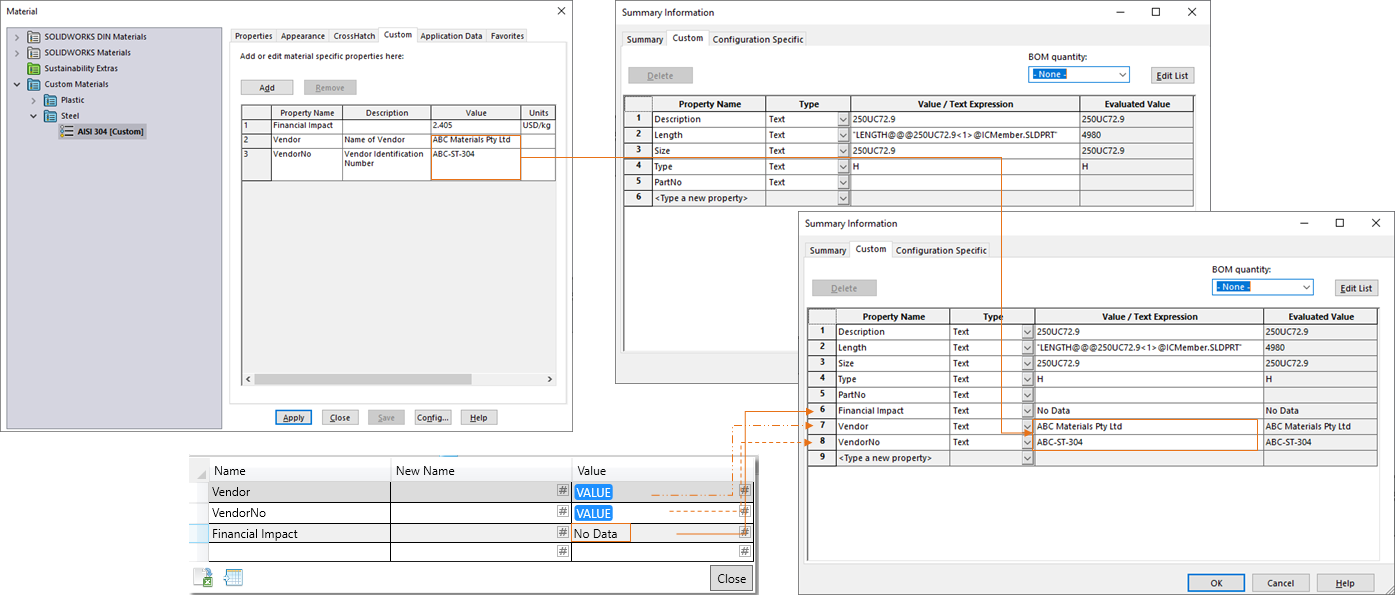 Material
SOLIDWORKS DIN Materials
SOLIDWORKS Materials
Sustainability Extras
Custom Materials
Plastic
Steel
AISI 304 [Custom]
Properties Appearance CrossHatch Custom Application Data Favorites
Add or edit material specific properties here:
Add Remove
Property Name Description Value Units
1 Financial Impact 2.405 USD/kg
2 Vendor Name of Vendor ABC Materials Pty Ltd
3 VendorNo Vendor Identification ABC-ST-304
Number
Apply Close Save Config... Help
Summary Information
Summary Custom Configuration Specific
BOM quantity:
Delete - None - Edit List
Property Name Type Value / Text Expression Evaluated Value
1 Description Text 250UC72.9 250UC72.9
2 Length Text "LENGTH@@@250UC72.9<1>@ICMember.SLDPRT" 4980
3 Size Text 250UC72.9 250UC72.9
4 Type Text H H
5 PartNo Text
6 <Type a new property>
Summary Information
Summary Custom Configuration Specific
BOM quantity:
Delete - None - Edit List
Property Name Type Value / Text Expression Evaluated Value
1 Description Text 250UC72.9 250UC72.9
2 Length Text "LENGTH@@@250UC72.9<1>@ICMember.SLDPRT" 4980
3 Size Text 250UC72.9 250UC72.9
4 Type Text H H
5 PartNo Text
6 Financial Impact Text No Data No Data
7 Vendor Text ABC Materials Pty Ltd ABC Materials Pty Ltd
8 VendorNo Text ABC-ST-304 ABC-ST-304
9 <Type a new property>
OK Cancel Help
Name New Name Value
Vendor # VALUE #
VendorNo # VALUE #
Financial Impact # No Data #
# #
Close